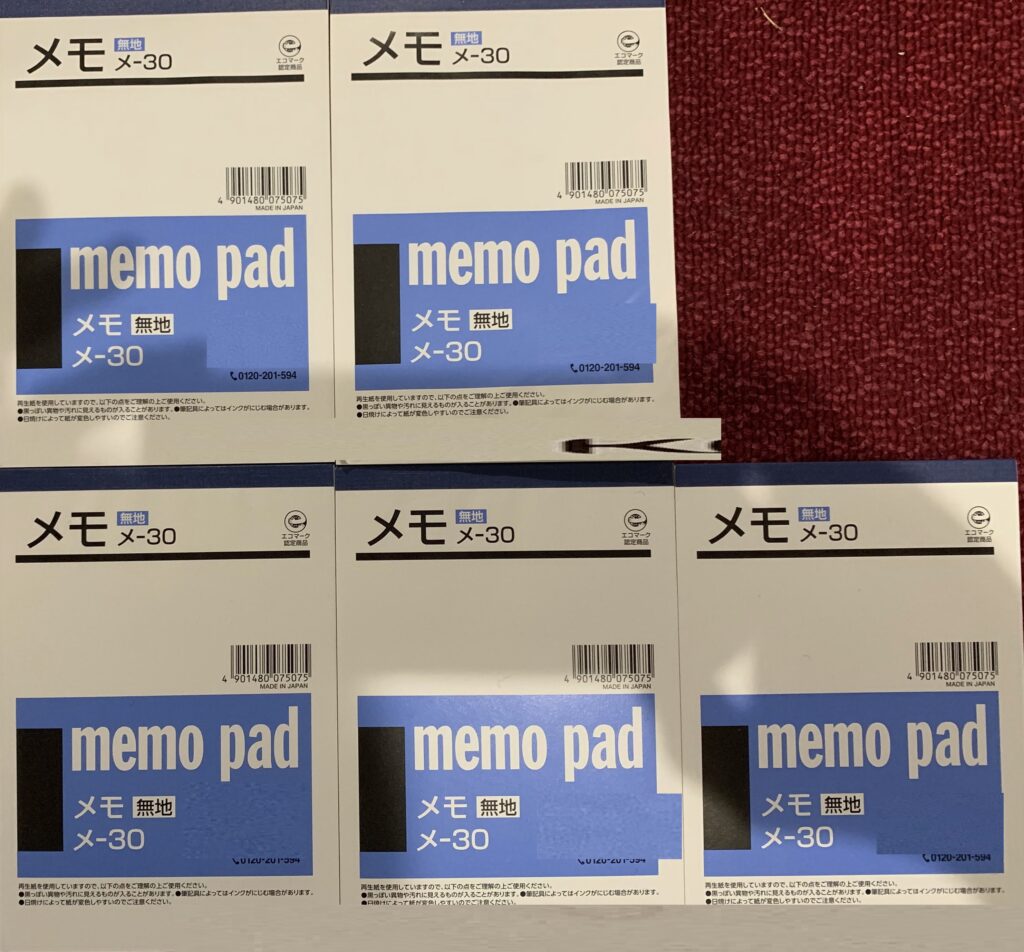 メモ 無地 メ-30
エコマーク
認定商品
4 901480 075075
MADE IN JAPAN
memo pad
メモ 無地
メ-30
再生紙を使用していますので、以下の点をご理解の上ご使用ください。
●黒っぽい異物や汚れに見えるものが入ることがあります。●筆記具によってはインクがにじむ場合があります。
●日焼けによって紙が変色しやすいのでご注意ください。
メモ 無地 メ-30
エコマーク
認定商品
4 901480 075075
MADE IN JAPAN
memo pad
メモ 無地
メ-30
0120-201-594
再生紙を使用していますので、以下の点をご理解の上ご使用ください。
●黒っぽい異物や汚れに見えるものが入ることがあります。●筆記具によってはインクがにじむ場合があります。
●日焼けによって紙が変色しやすいのでご注意ください。
メモ 無地 メ-30
エコマーク
認定商品
4 901480 075075
MADE IN JAPAN
memo pad
メモ 無地
メ-30
0120-201-594
再生紙を使用していますので、以下の点をご理解の上ご使用ください。
●黒っぽい異物や汚れに見えるものが入ることがあります。●筆記具によってはインクがにじむ場合があります。
●日焼けによって紙が変色しやすいのでご注意ください。
メモ 無地 メ-30
エコマーク
認定商品
4 901480 075075
MADE IN JAPAN
memo pad
メモ 無地
メ-30
0120-201-594
再生紙を使用していますので、以下の点をご理解の上ご使用ください。
●黒っぽい異物や汚れに見えるものが入ることがあります。●筆記具によってはインクがにじむ場合があります。
●日焼けによって紙が変色しやすいのでご注意ください。
メモ 無地 メ-30
エコマーク
認定商品
4 901480 075075
MADE IN JAPAN
memo pad
メモ 無地
メ-30
0120-201-594
再生紙を使用していますので、以下の点をご理解の上ご使用ください。
●黒っぽい異物や汚れに見えるものが入ることがあります。●筆記具によってはインクがにじむ場合があります。
●日焼けによって紙が変色しやすいのでご注意ください。